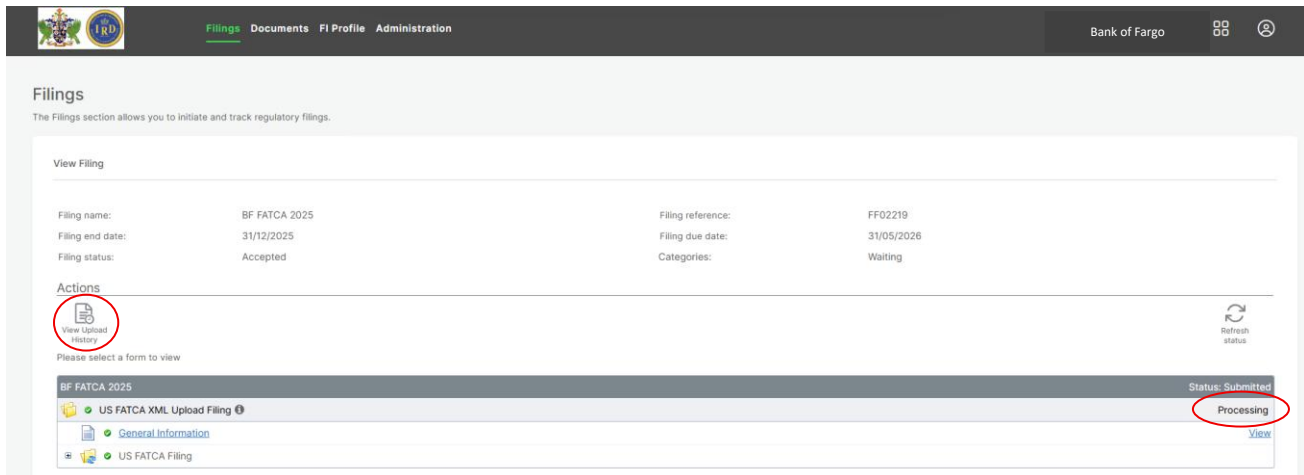 IRD
Filings Documents FI Profile Administration
Bank of Fargo
Filings
The Filings section allows you to initiate and track regulatory filings.
View Filing
Filing name: BF FATCA 2025 Filing reference: FF02219
Filing end date: 31/12/2025 Filing due date: 31/05/2026
Filing status: Accepted Categories: Waiting
Actions
View Upload
History
Refresh
status
Please select a form to view
BF FATCA 2025 Status: Submitted
US FATCA XML Upload Filing Processing
General Information View
US FATCA Filing